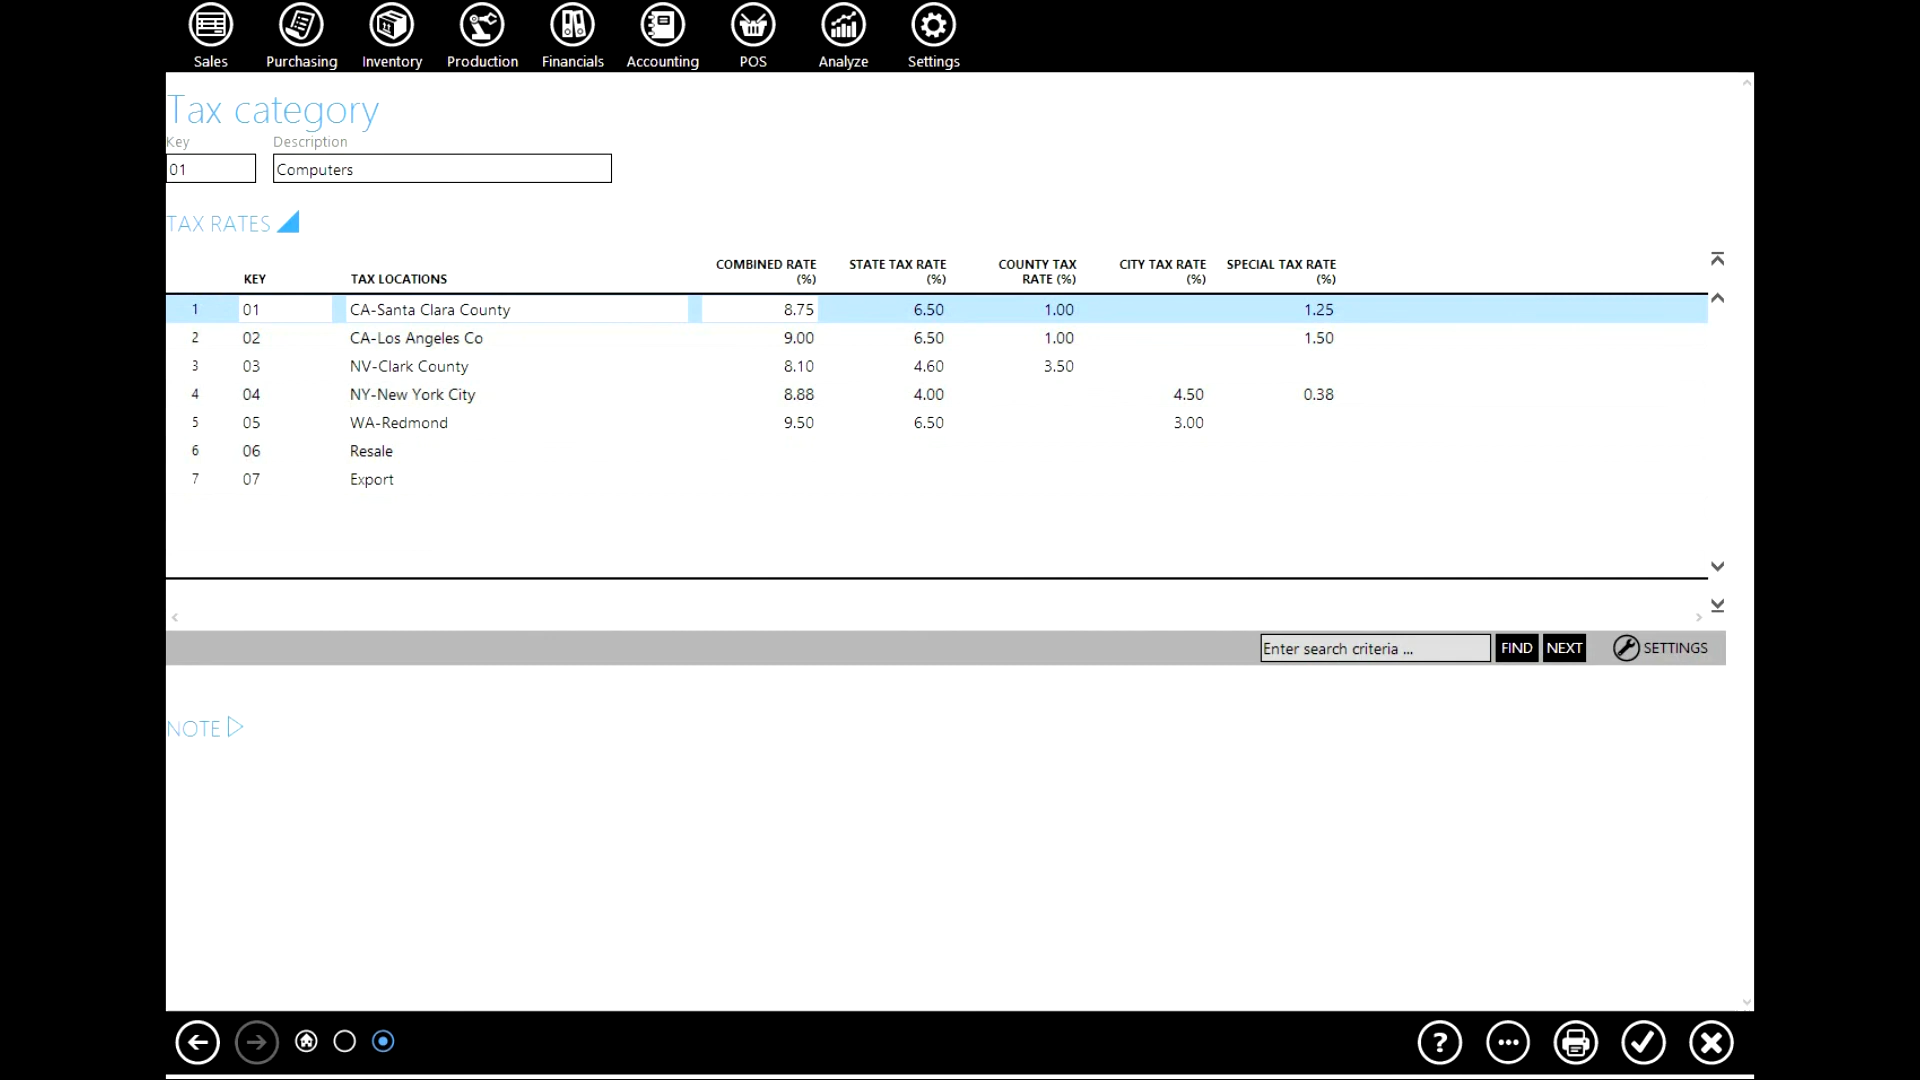 Sales Purchasing Inventory Production Financials Accounting POS Analyze Settings
Tax category
Key Description
01 Computers
TAX RATES
KEY TAX LOCATIONS COMBINED RATE (%) STATE TAX RATE (%) COUNTY TAX RATE (%) CITY TAX RATE (%) SPECIAL TAX RATE (%)
1 01 CA-Santa Clara County 8.75 6.50 1.00 1.25
2 02 CA-Los Angeles Co 9.00 6.50 1.00 1.50
3 03 NV-Clark County 8.10 4.60 3.50
4 04 NY-New York City 8.88 4.00 4.50 0.38
5 05 WA-Redmond 9.50 6.50 3.00
6 06 Resale
7 07 Export
Enter search criteria ... FIND NEXT SETTINGS
NOTE